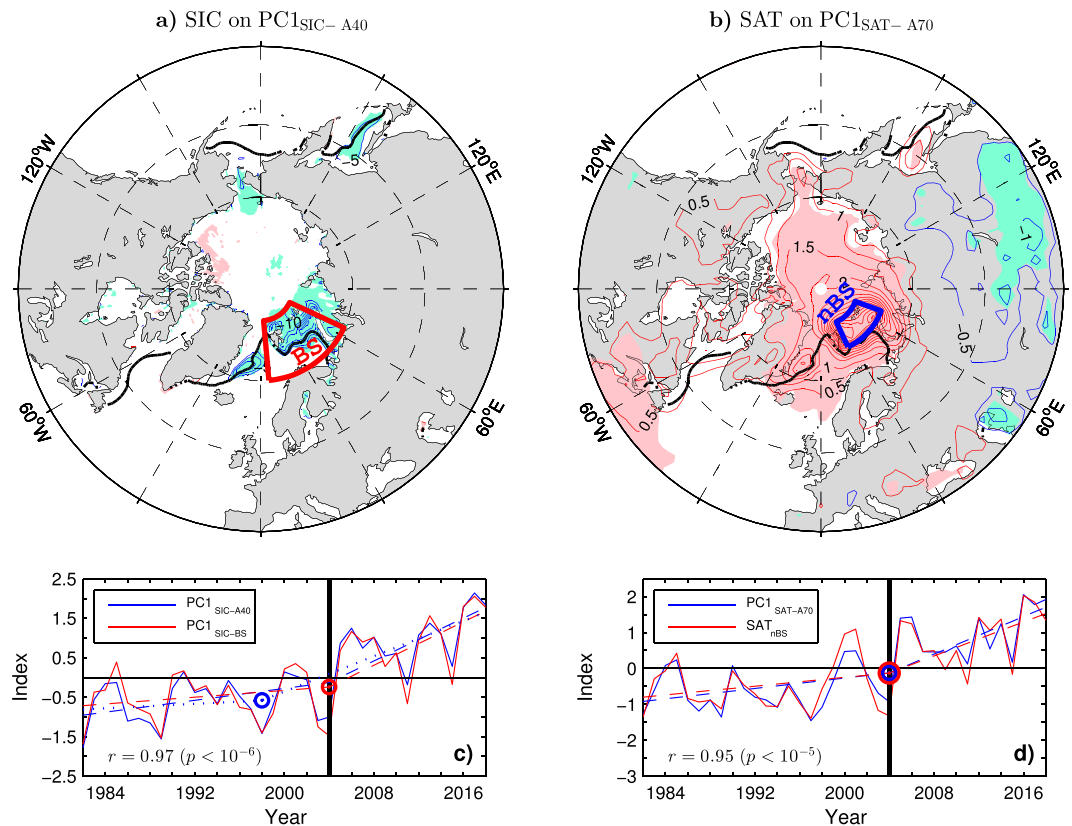 a) SIC on PC1SIC− A40
b) SAT on PC1SAT− A70
120°W
120°E
60°W
60°E
−5
−10
BS
120°W
120°E
60°W
60°E
0.5
1
1.5
2
nBS
1
1
0.5
0.5
−0.5
−1
2.5
1.5
0.5
−0.5
−1.5
−2.5
Index
PC1SIC−A40
PC1SIC−BS
r = 0.97 (p < 10−6)
c)
1984
1992
2000
2008
2016
Year
2
1
0
−1
−2
−3
Index
PC1SAT−A70
SATnBS
r = 0.95 (p < 10−5)
d)
1984
1992
2000
2008
2016
Year